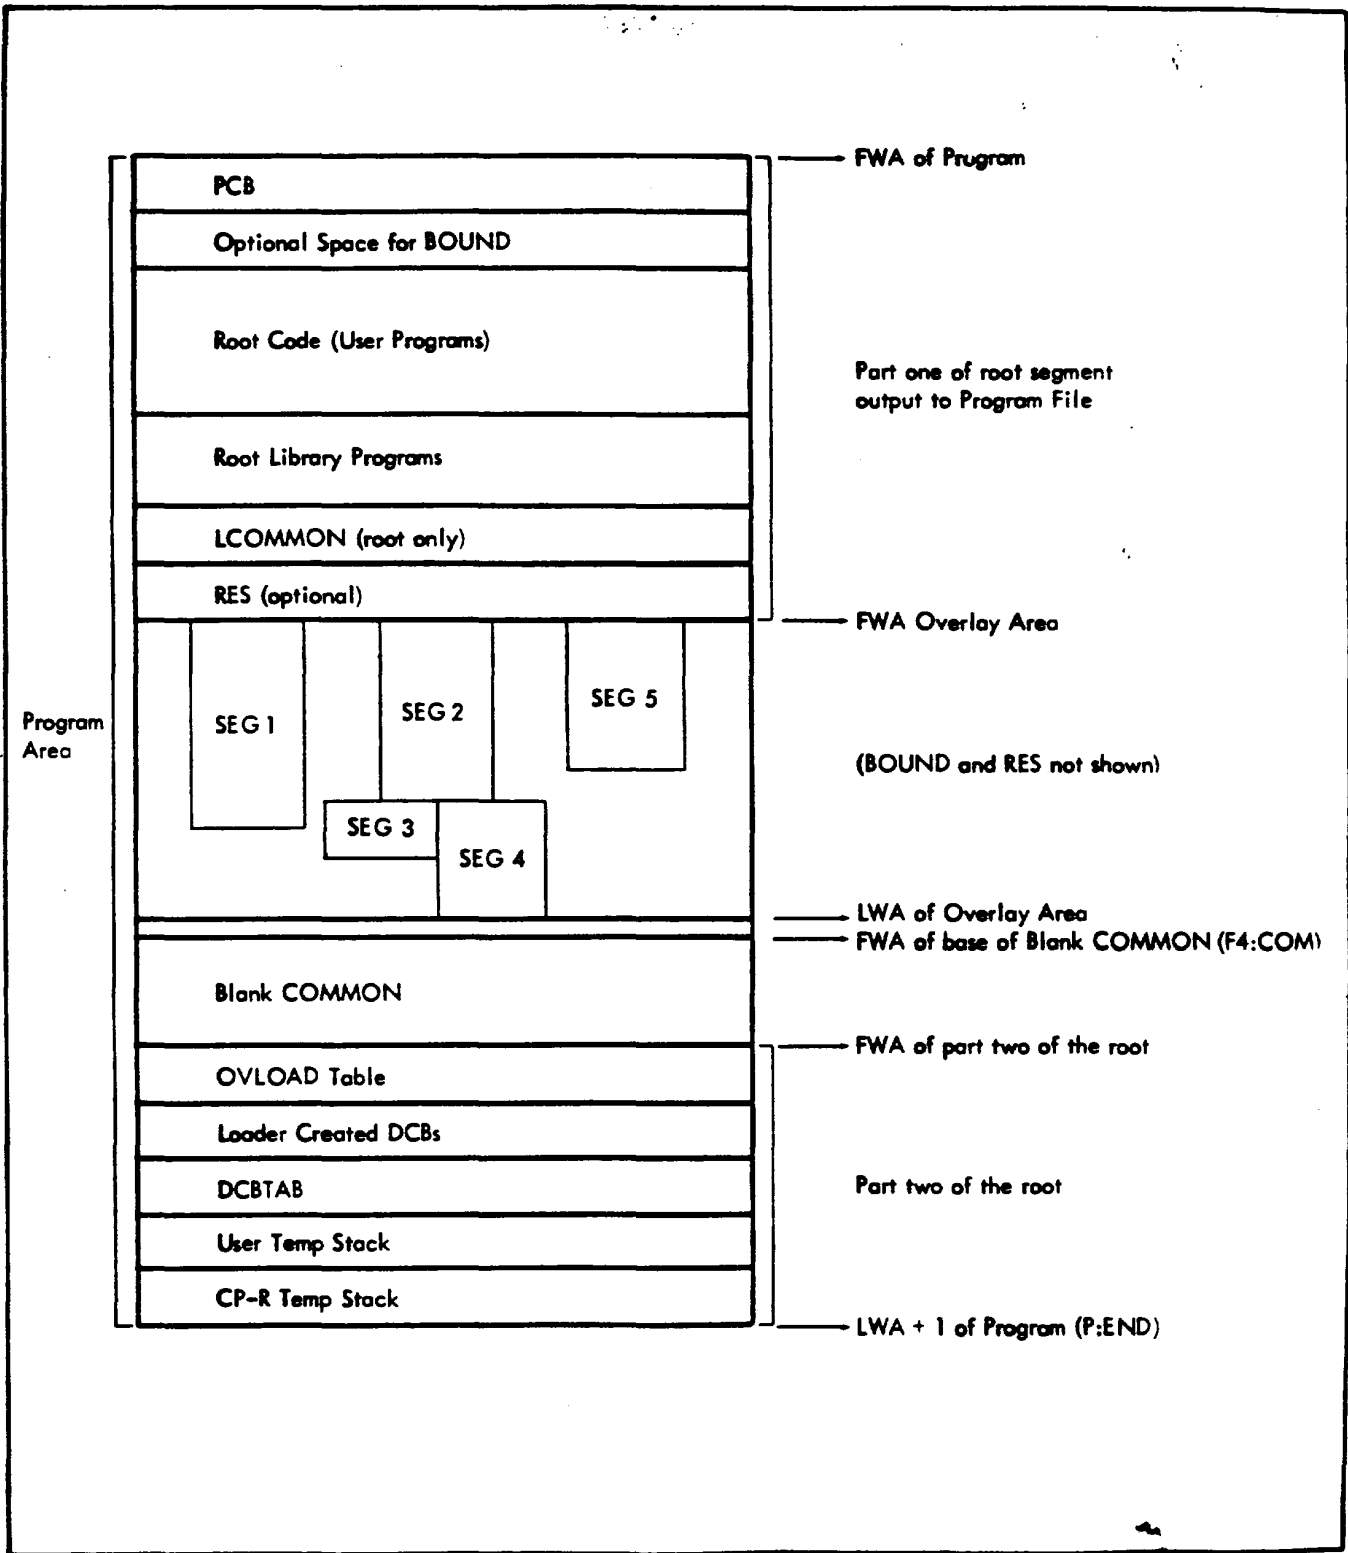 FWA of Prugram
PCB
Optional Space for BOUND
Root Code (User Programs)
Part one of root segment
output to Program File
Root Library Programs
LCOMMON (root only)
RES (optional)
FWA Overlay Area
SEG 1
SEG 2
SEG 5
Program
Area
(BOUND and RES not shown)
SEG 3
SEG 4
LWA of Overlay Area
FWA of base of Blank COMMON (F4:COM)
Blank COMMON
FWA of part two of the root
OVLOAD Table
Loader Created DCBs
DCBTAB
Part two of the root
User Temp Stack
CP-R Temp Stack
LWA + 1 of Program (P:END)